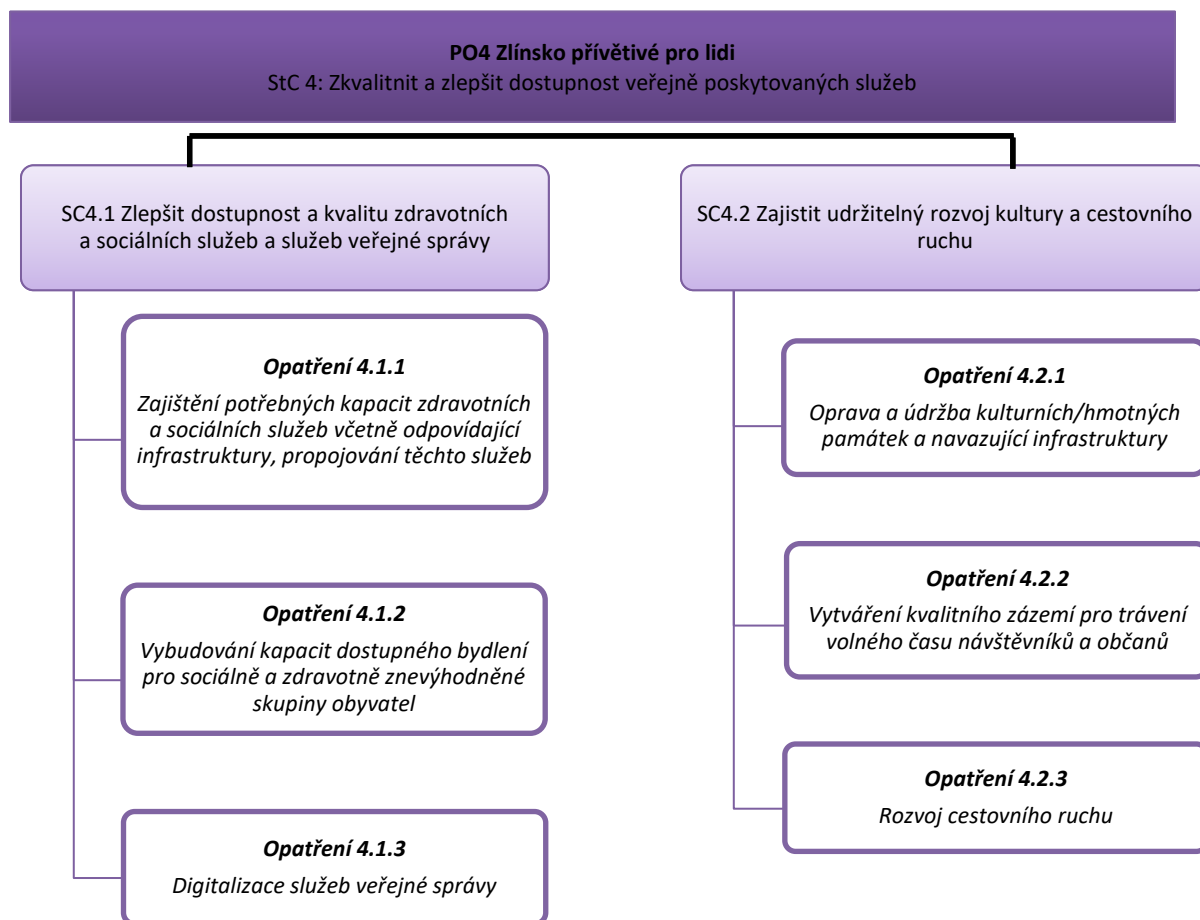 PO4 Zlínsko přívětivé pro lidi
StC 4: Zkvalitnit a zlepšit dostupnost veřejně poskytovaných služeb
SC4.1 Zlepšit dostupnost a kvalitu zdravotních
a sociálních služeb a služeb veřejné správy
Opatření 4.1.1
Zajištění potřebných kapacit zdravotních
a sociálních služeb včetně odpovídající
infrastruktury, propojování těchto služeb
Opatření 4.1.2
Vybudování kapacit dostupného bydlení
pro sociálně a zdravotně znevýhodněné
skupiny obyvatel
Opatření 4.1.3
Digitalizace služeb veřejné správy
SC4.2 Zajistit udržitelný rozvoj kultury a cestovního
ruchu
Opatření 4.2.1
Oprava a údržba kulturních/hmotných
památek a navazující infrastruktury
Opatření 4.2.2
Vytváření kvalitního zázemí pro trávení
volného času návštěvníků a občanů
Opatření 4.2.3
Rozvoj cestovního ruchu